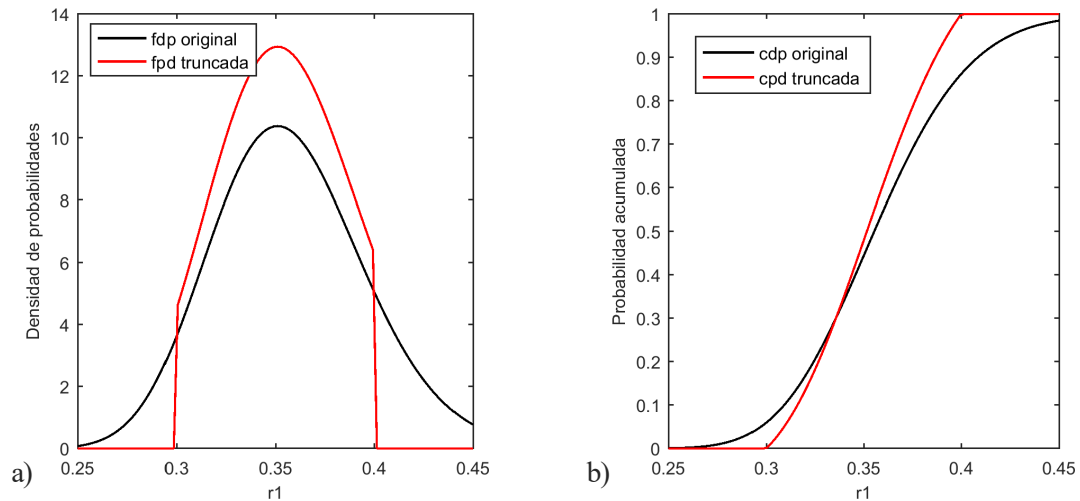 fdp original
fpd truncada
Densidad de probabilidades
14
12
10
8
6
4
2
0
0.25 0.3 0.35 0.4 0.45
r1
a)
cdp original
cpd truncada
Probabilidad acumulada
1
0.9
0.8
0.7
0.6
0.5
0.4
0.3
0.2
0.1
0
0.25 0.3 0.35 0.4 0.45
r1
b)